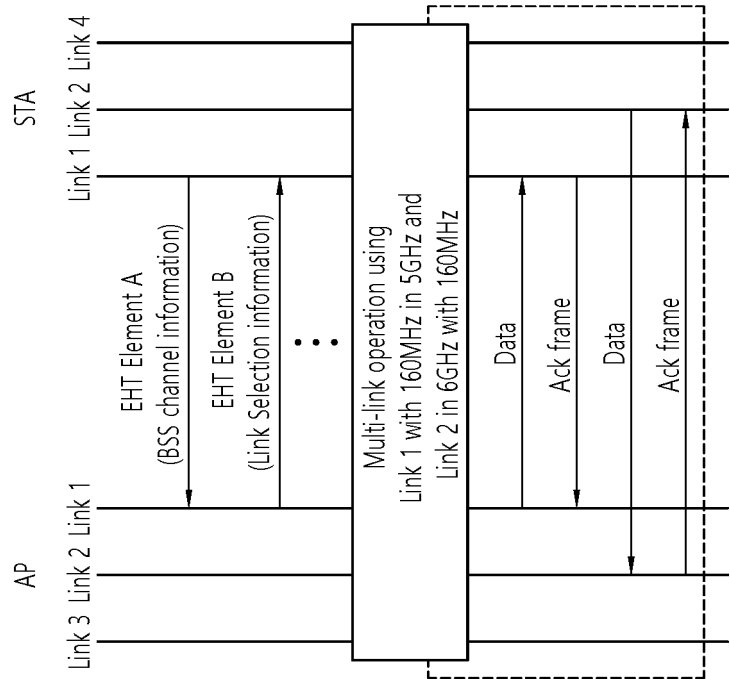 AP
STA
Link 3
Link 2
Link 1
Link 1
Link 2
Link 4
EHT Element A
(BSS channel information)
EHT Element B
(Link Selection information)
Multi-link operation using
Link 1 with 160MHz in 5GHz and
Link 2 in 6GHz with 160MHz
Data
Ack frame
Data
Ack frame